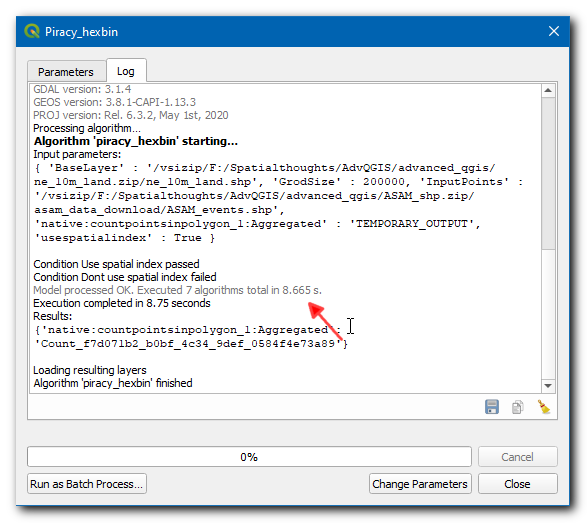 Piracy_hexbin
Parameters
Log
GDAL version: 3.1.4
GEOS version: 3.8.1-CAPI-1.13.3
PROJ version: Rel. 6.3.2, May 1st, 2020
Processing algorithm...
Algorithm 'piracy_hexbin' starting...
Input parameters:
{ 'BaseLayer' : '/vsizip/F:/Spatialthoughts/AdvQGIS/advanced_qgis/
ne_10m_land.zip/ne_10m_land.shp', 'GrodSize' : 200000, 'InputPoints' :
'/vsizip/F:/Spatialthoughts/AdvQGIS/advanced_qgis/ASAM_shp.zip/
asam_data_download/ASAM_events.shp',
'native:countpointsinpolygon_1:Aggregated' : 'TEMPORARY_OUTPUT',
'usespatialindex' : True }
Condition Use spatial index passed
Condition Dont use spatial index failed
Model processed OK. Executed 7 algorithms total in 8.665 s.
Execution completed in 8.75 seconds
Results:
{'native:countpointsinpolygon_1:Aggregated':
'Count_f7d071b2_b0bf_4c34_9def_0584f4e73a89'}
Loading resulting layers
Algorithm 'piracy_hexbin' finished
0%
Cancel
Run as Batch Process...
Change Parameters
Close